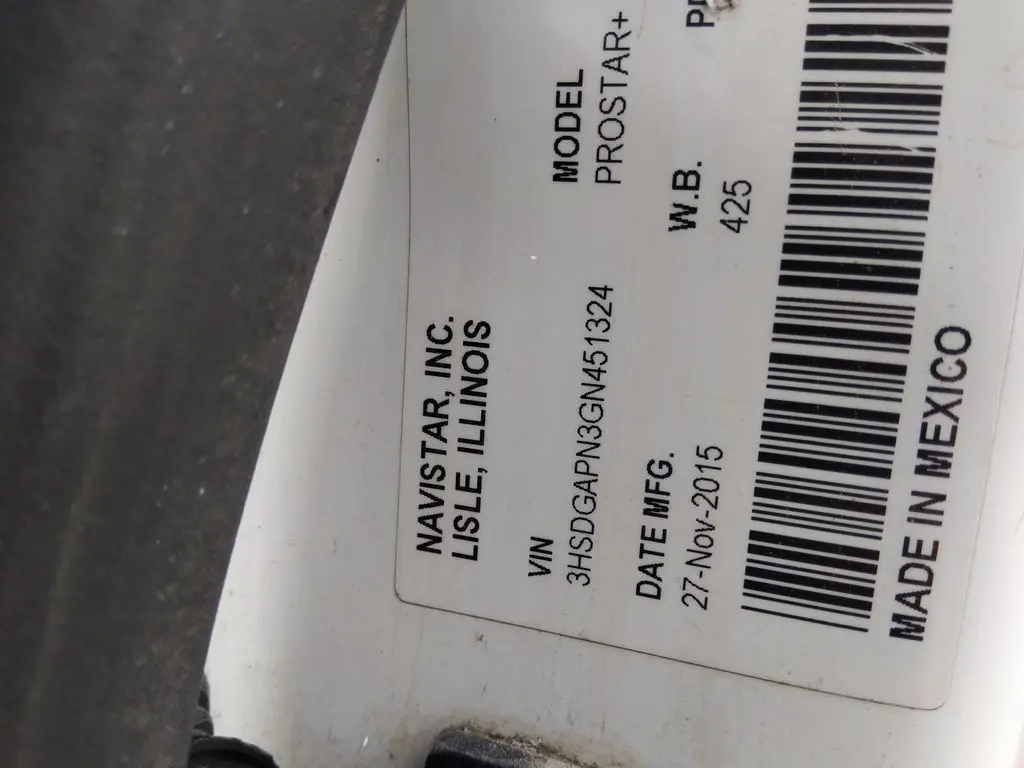 NAVISTAR, INC.
LISLE, ILLINOIS
VIN
3HSDGAPN3GN451324
MODEL
PROSTAR+
DATE MFG.
27-Nov-2015
W.B.
425
MADE IN MEXICO